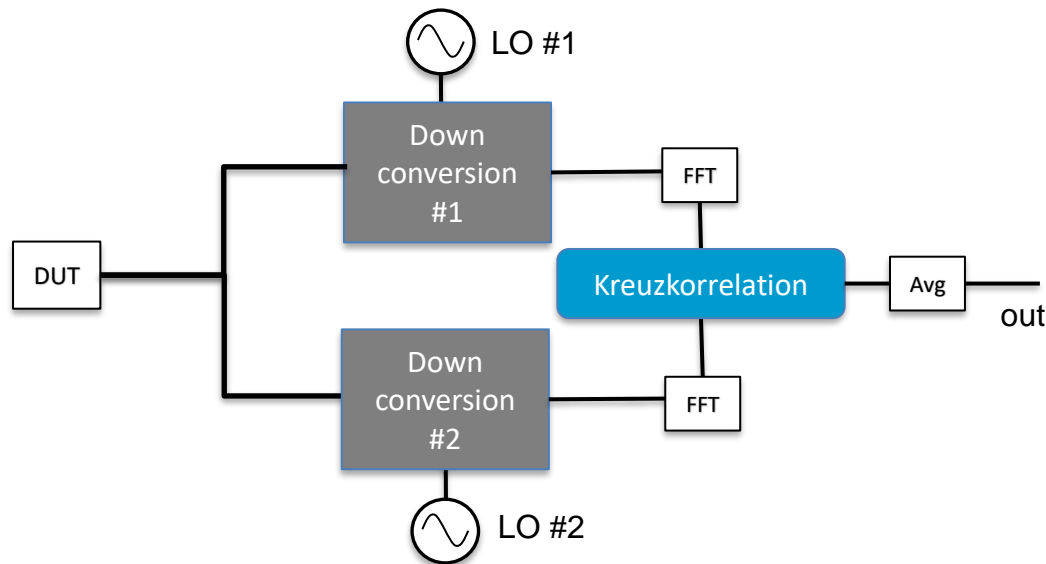 LO #1
Down
conversion
#1
FFT
DUT
Kreuzkorrelation
Avg
out
Down
conversion
#2
FFT
LO #2